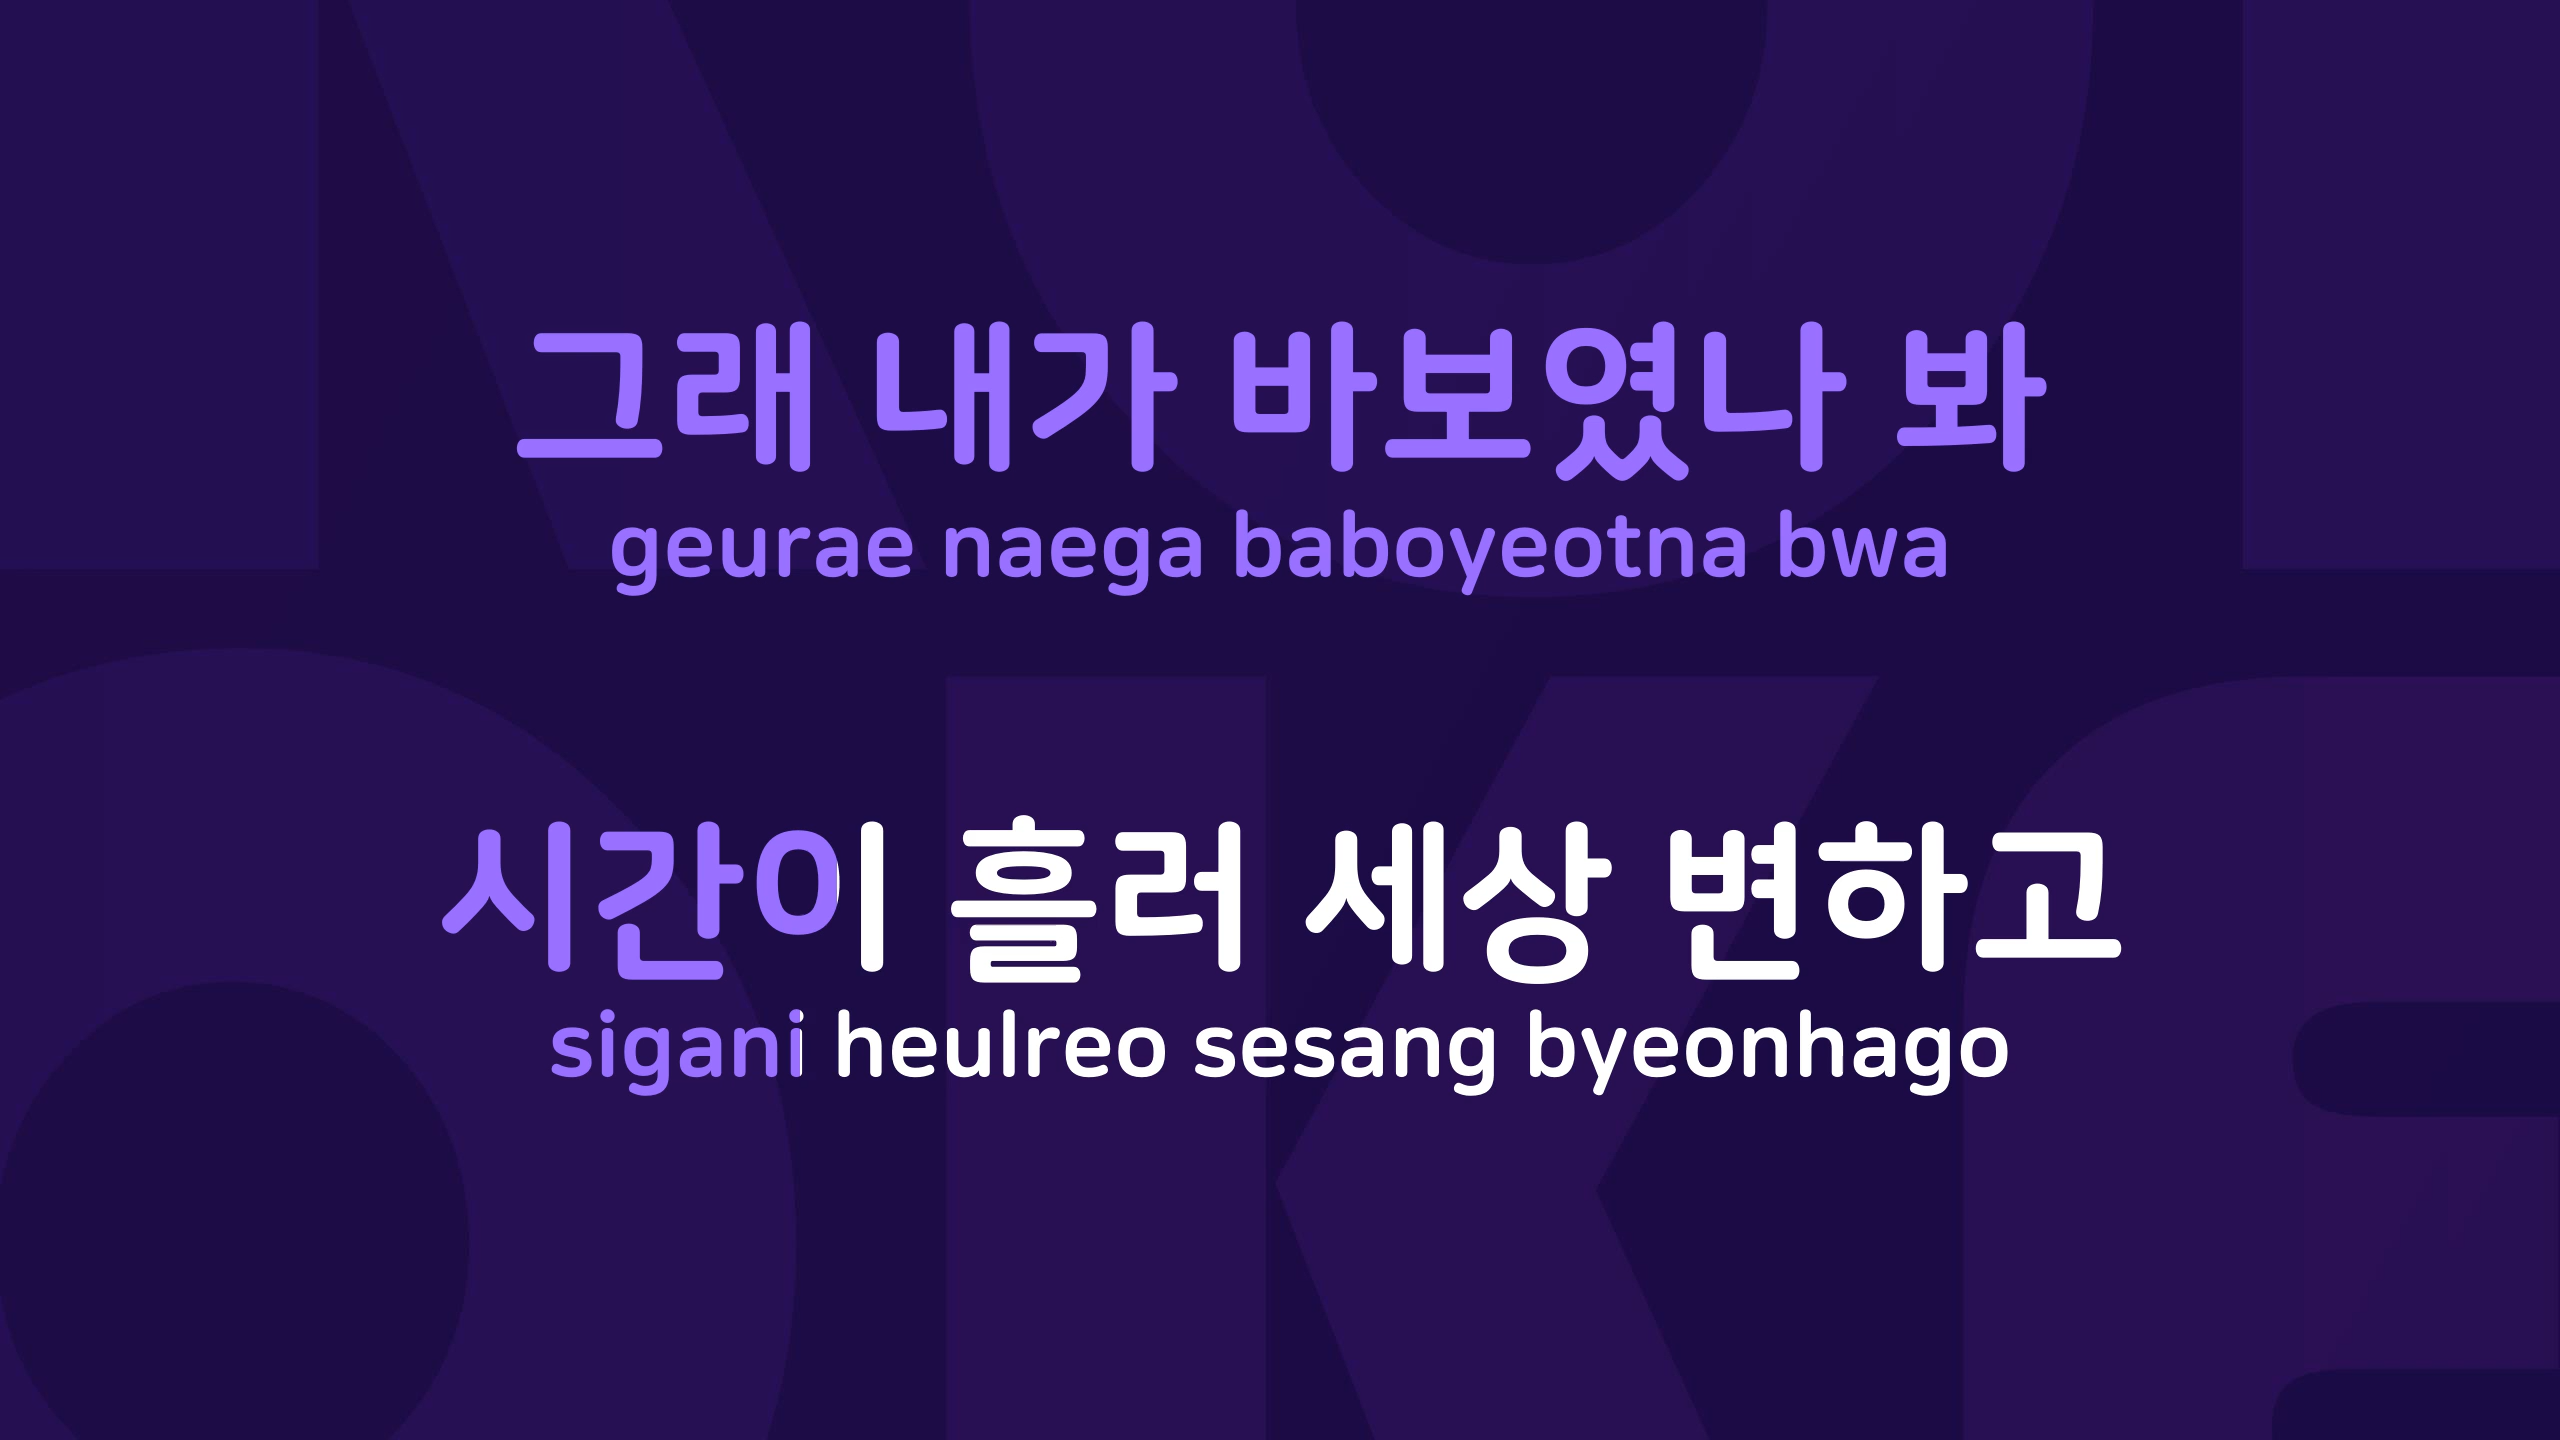 그래 내가 바보였나 봐
geurae naega baboyeotna bwa
시간이 흘러 세상 변하고
sigani heulreo sesang byeonhago